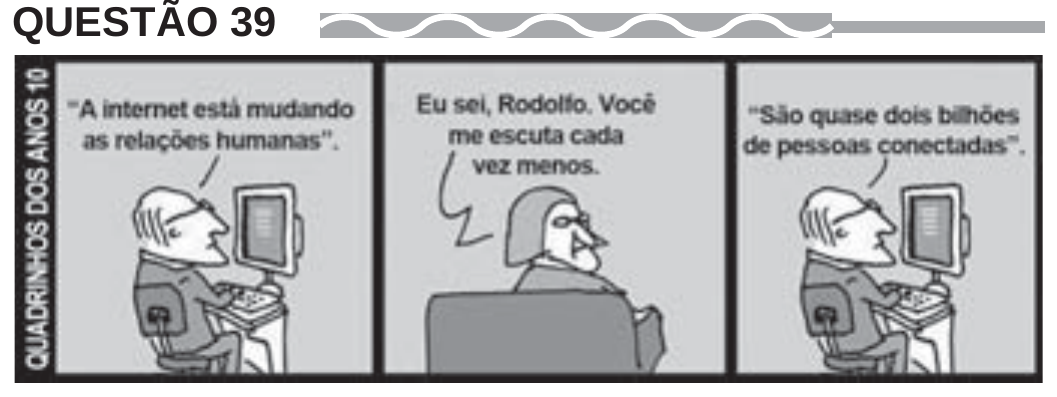 QUESTÃO 39
QUADRINHOS DOS ANOS 10
"A internet está mudando
as relações humanas".
Eu sei, Rodolfo. Você
me escuta cada
vez menos.
"São quase dois bilhões
de pessoas conectadas".